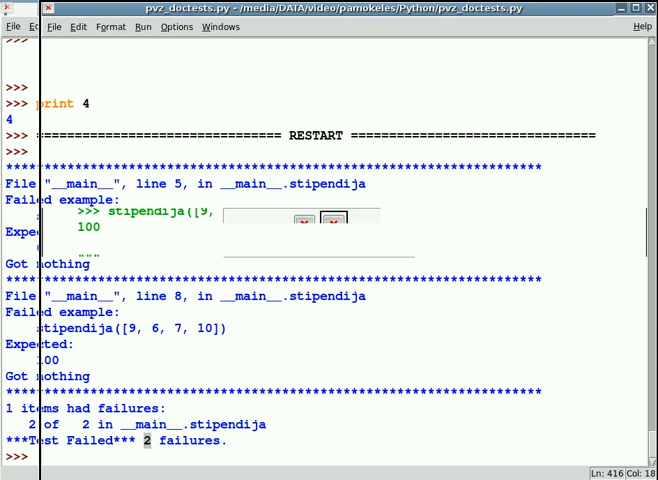 pvz_doctests.py - /media/DATA/video/pamokeles/Python/pvz_doctests.py
File Edit Format Run Options Windows Help
>>>
>>>
>>> print 4
4
>>> ================================ RESTART ================================
>>>
**********************************************************************
File "__main__", line 5, in __main__.stipendija
Failed example:
>>> stipendija([9,
100
"""
Got nothing
**********************************************************************
File "__main__", line 8, in __main__.stipendija
Failed example:
stipendija([9, 6, 7, 10])
Expected:
100
Got nothing
**********************************************************************
1 items had failures:
2 of   2 in __main__.stipendija
***Test Failed*** 2 failures.
>>>
Ln: 416 Col: 18